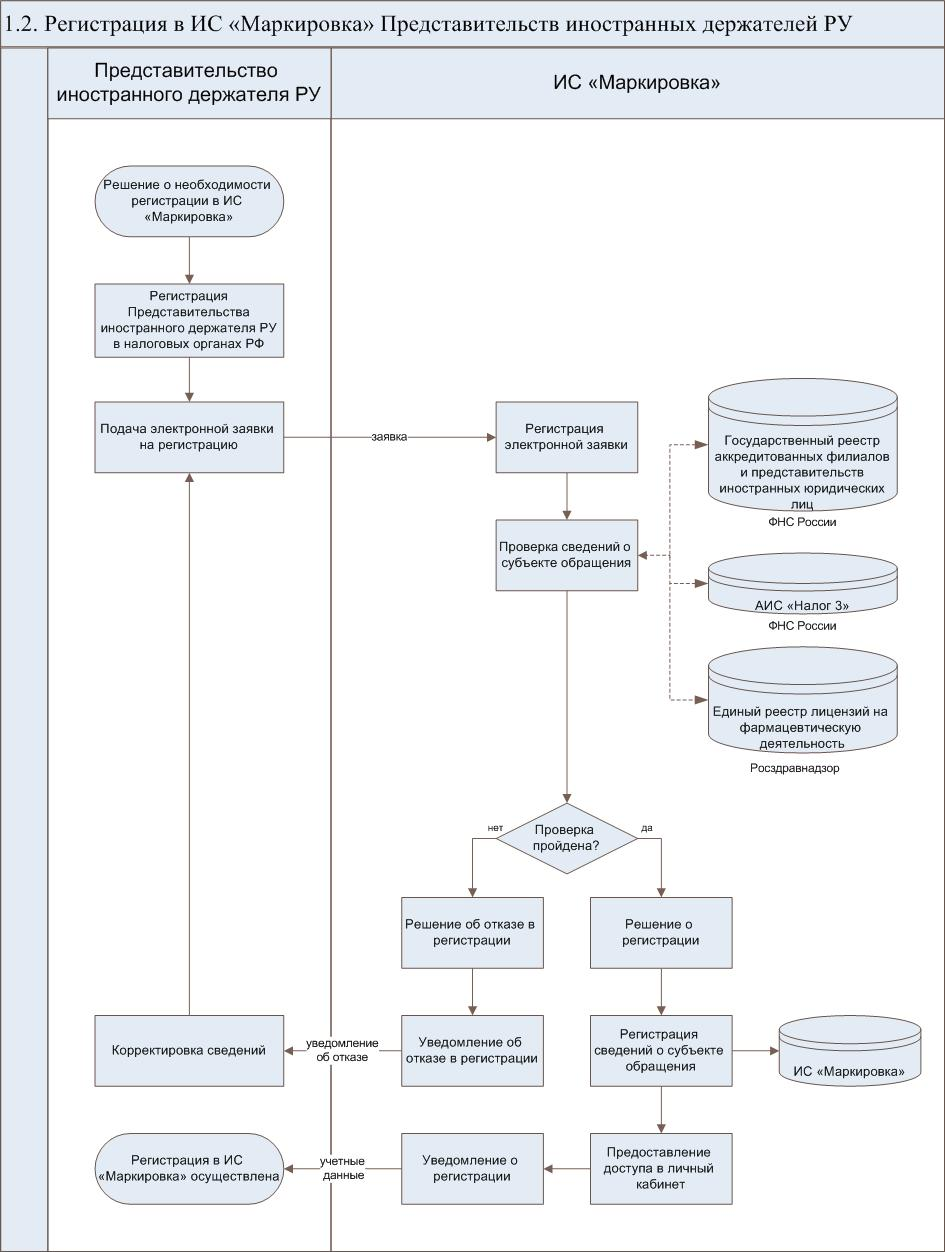 1.2. Регистрация в ИС «Маркировка» Представительств иностранных держателей РУ
Представительство
иностранного держателя РУ
ИС «Маркировка»
Решение о необходимости
регистрации в ИС
«Маркировка»
Регистрация
Представительства
иностранного держателя РУ
в налоговых органах РФ
Подача электронной заявки
на регистрацию
заявка
Регистрация
электронной заявки
Государственный реестр
аккредитованных филиалов
и представительств
иностранных юридических
лиц
ФНС России
Проверка сведений о
субъекте обращения
АИС «Налог 3»
ФНС России
Единый реестр лицензий на
фармацевтическую
деятельность
Росздравнадзор
нет
Проверка
пройдена?
да
Решение об отказе в
регистрации
Решение о
регистрации
Корректировка сведений
уведомление
об отказе
Уведомление об
отказе в регистрации
Регистрация
сведений о субъекте
обращения
ИС «Маркировка»
Регистрация в ИС
«Маркировка» осуществлена
учетные
данные
Уведомление о
регистрации
Предоставление
доступа в личный
кабинет